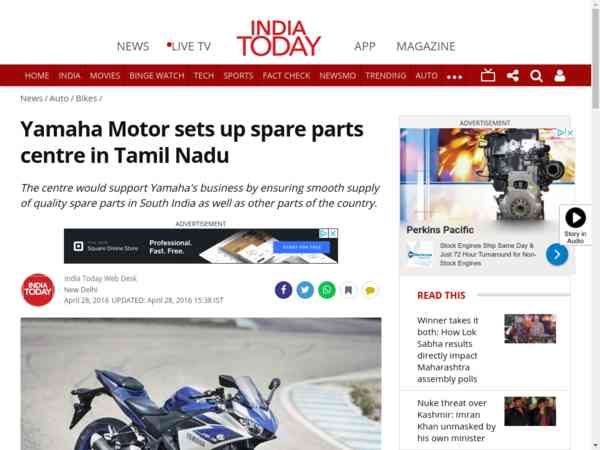 NEWS
LIVE TV
INDIA
TODAY
APP
MAGAZINE
HOME INDIA MOVIES BINGE WATCH TECH SPORTS FACT CHECK NEWSMO TRENDING AUTO
News / Auto / Bikes /
Yamaha Motor sets up spare parts
centre in Tamil Nadu
The centre would support Yamaha's business by ensuring smooth supply
of quality spare parts in South India as well as other parts of the country.
ADVERTISEMENT
Square Online Store
Professional.
Fast. Free.
INDIA
TODAY
India Today Web Desk
New Delhi
April 28, 2016 UPDATED: April 28, 2016 15:38 IST
ADVERTISEMENT
Perkins Pacific
Stock Engines Ship Same Day &
Just 72 Hour Turnaround for Non-
Stock Engines
Story in
Audio
READ THIS
Winner takes it
both: How Lok
Sabha results
directly impact
Maharashtra
assembly polls
Nuke threat over
Kashmir: Imran
Khan unmasked by
his own minister
YAMAHA